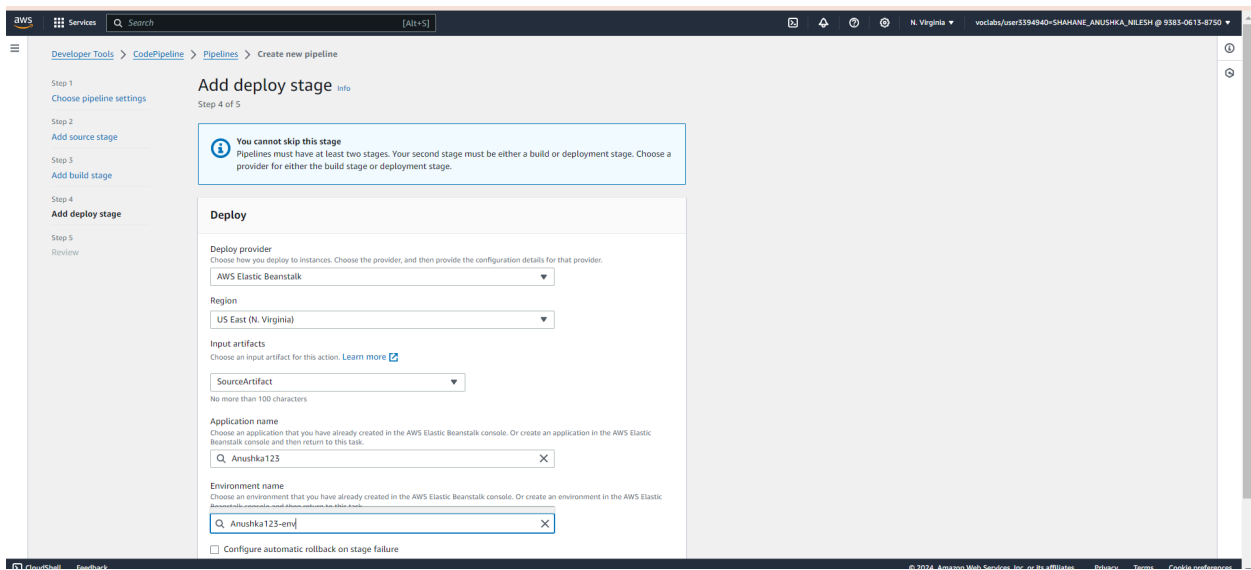 aws Services Search [Alt+S] N. Virginia voclabs/user3394940=SHAHANE_ANUSHKA_NILESH @ 9383-0613-8750
Developer Tools > CodePipeline > Pipelines > Create new pipeline
Step 1
Choose pipeline settings
Step 2
Add source stage
Step 3
Add build stage
Step 4
Add deploy stage
Step 5
Review
Add deploy stage Info
Step 4 of 5
You cannot skip this stage
Pipelines must have at least two stages. Your second stage must be either a build or deployment stage. Choose a
provider for either the build stage or deployment stage.
Deploy
Deploy provider
Choose how you deploy to instances. Choose the provider, and then provide the configuration details for that provider.
AWS Elastic Beanstalk
Region
US East (N. Virginia)
Input artifacts
Choose an input artifact for this action. Learn more
SourceArtifact
No more than 100 characters
Application name
Choose an application that you have already created in the AWS Elastic Beanstalk console. Or create an application in the AWS Elastic
Beanstalk console and then return to this task.
Anushka123
Environment name
Choose an environment that you have already created in the AWS Elastic Beanstalk console. Or create an environment in the AWS Elastic
Beanstalk console and then return to this task.
Anushka123-env
Configure automatic rollback on stage failure
CloudShell Feedback © 2024, Amazon Web Services, Inc. or its affiliates. Privacy Terms Cookie preferences